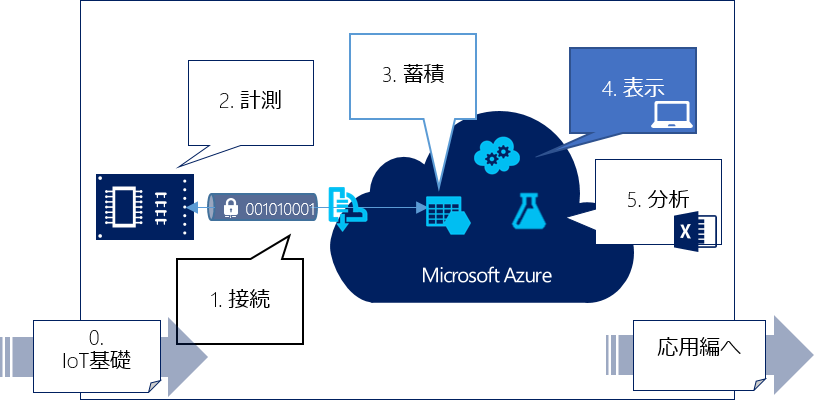 3. 蓄積
4. 表示
2. 計測
5. 分析
001010001
X
Microsoft Azure
1. 接続
0.
IoT基礎
応用編へ